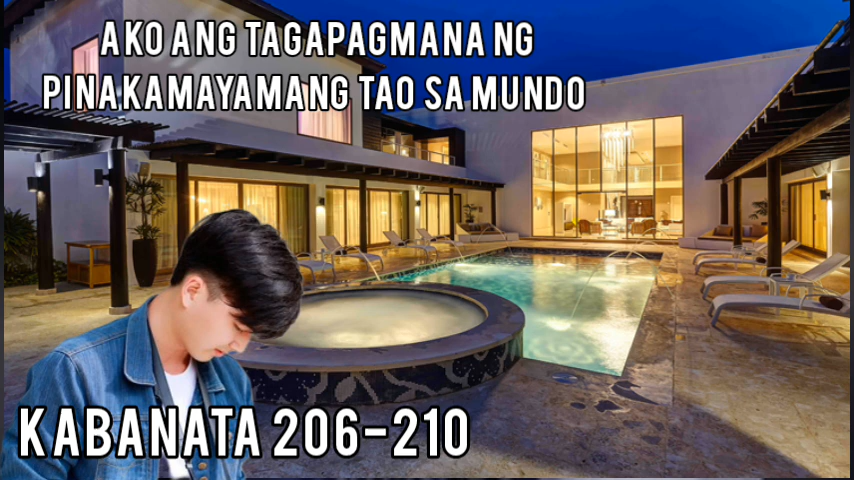 AKO ANG TAGAPAGMANA NG
PINAKAMAYAMANG TAO SA MUNDO
KABANATA 206-210